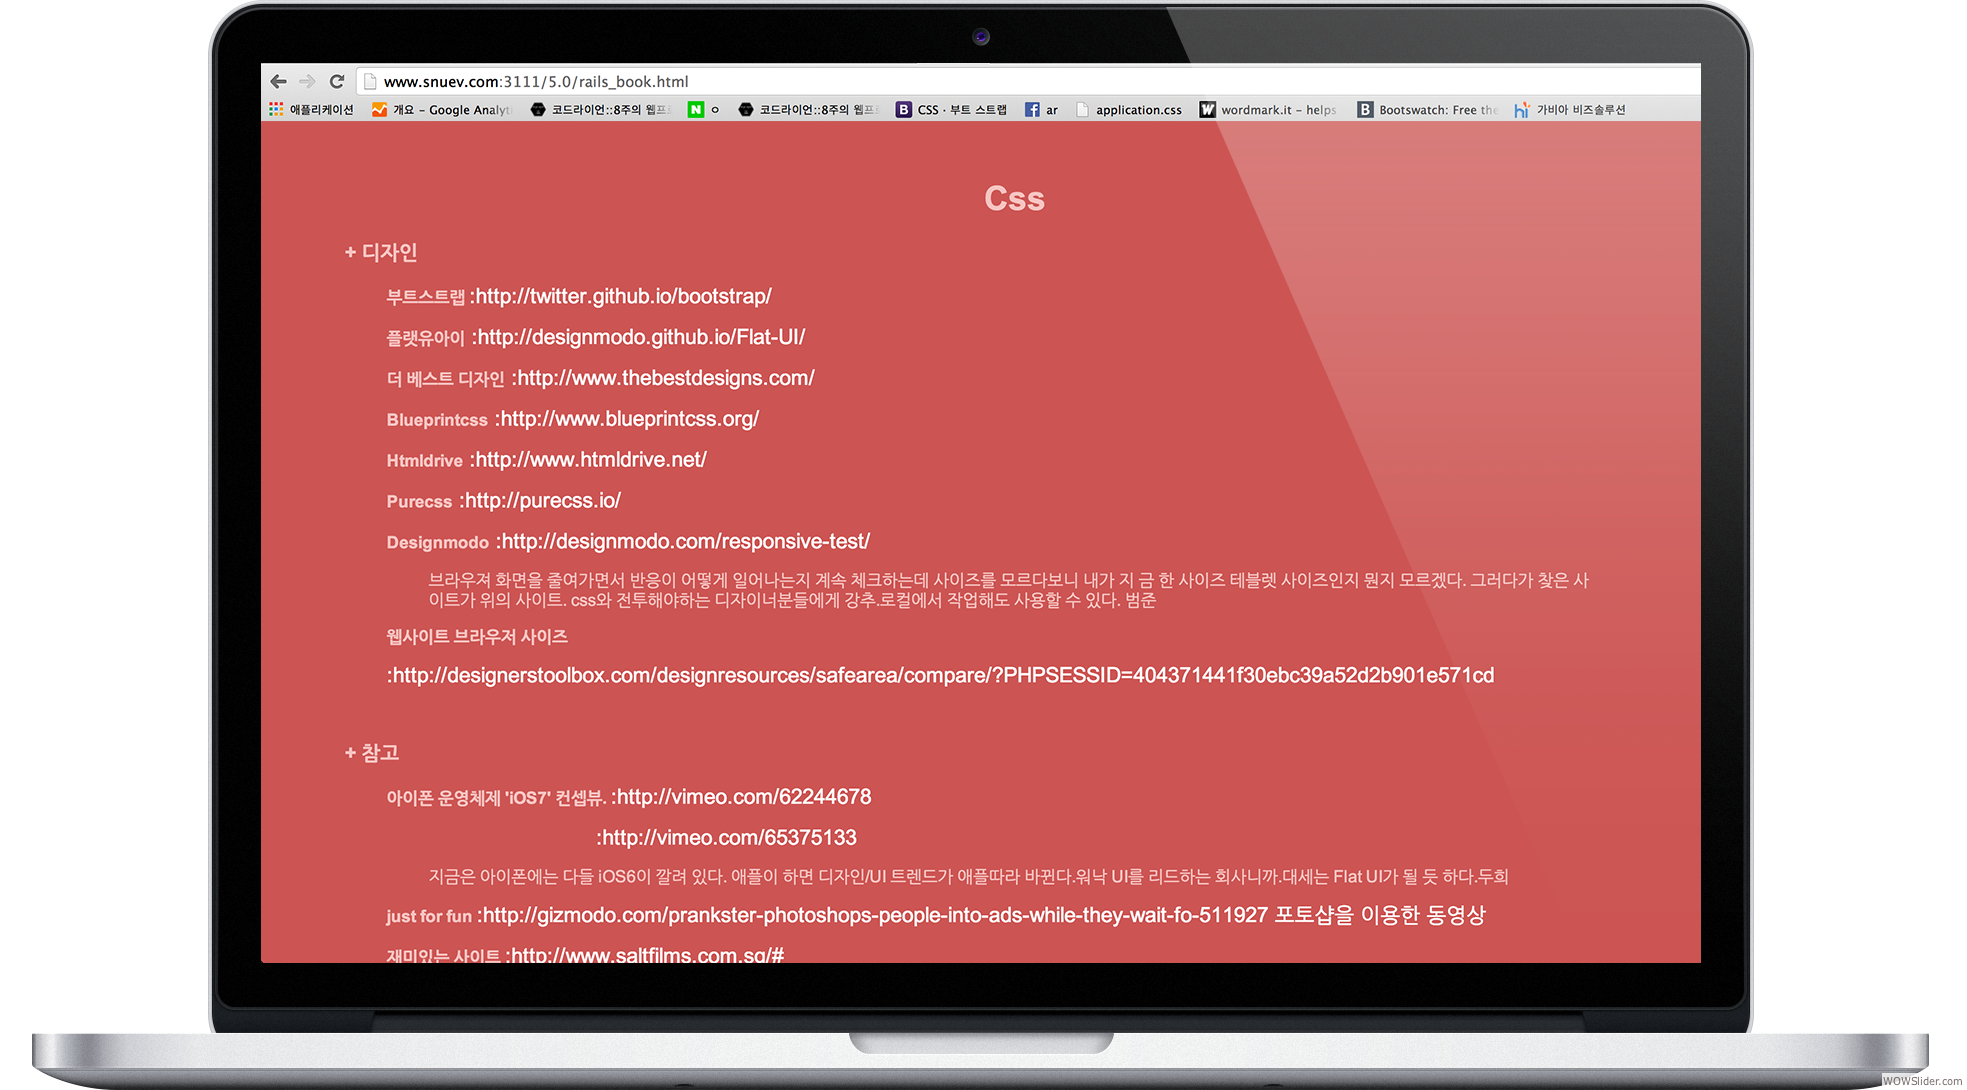 www.snuev.com:3111/5.0/rails_book.html
애플리케이션 개요 - Google Analyt 코드라이언::8주의 웹프 N ㅇ 코드라이언::8주의 웹프 B CSS · 부트 스트랩 f ar application.css W wordmark.it - helps B Bootswatch: Free the hi 가비아 비즈솔루션
Css
+ 디자인
부트스트랩 :http://twitter.github.io/bootstrap/
플랫유아이 :http://designmodo.github.io/Flat-UI/
더 베스트 디자인 :http://www.thebestdesigns.com/
Blueprintcss :http://www.blueprintcss.org/
Htmldrive :http://www.htmldrive.net/
Purecss :http://purecss.io/
Designmodo :http://designmodo.com/responsive-test/
브라우져 화면을 줄여가면서 반응이 어떻게 일어나는지 계속 체크하는데 사이즈를 모르다보니 내가 지 금 한 사이즈 테블렛 사이즈인지 뭔지 모르겠다. 그러다가 찾은 사
이트가 위의 사이트. css와 전투해야하는 디자이너분들에게 강추.로컬에서 작업해도 사용할 수 있다. 범준
웹사이트 브라우저 사이즈
:http://designerstoolbox.com/designresources/safearea/compare/?PHPSESSID=404371441f30ebc39a52d2b901e571cd
+ 참고
아이폰 운영체제 'iOS7' 컨셉뷰. :http://vimeo.com/62244678
:http://vimeo.com/65375133
지금은 아이폰에는 다들 iOS6이 깔려 있다. 애플이 하면 디자인/UI 트렌드가 애플따라 바뀐다.워낙 UI를 리드하는 회사니까.대세는 Flat UI가 될 듯 하다.두희
just for fun :http://gizmodo.com/prankster-photoshops-people-into-ads-while-they-wait-fo-511927 포토샵을 이용한 동영상
재미있는 사이트 :http://www.saltfilms.com.sg/#
WOWSlider.com